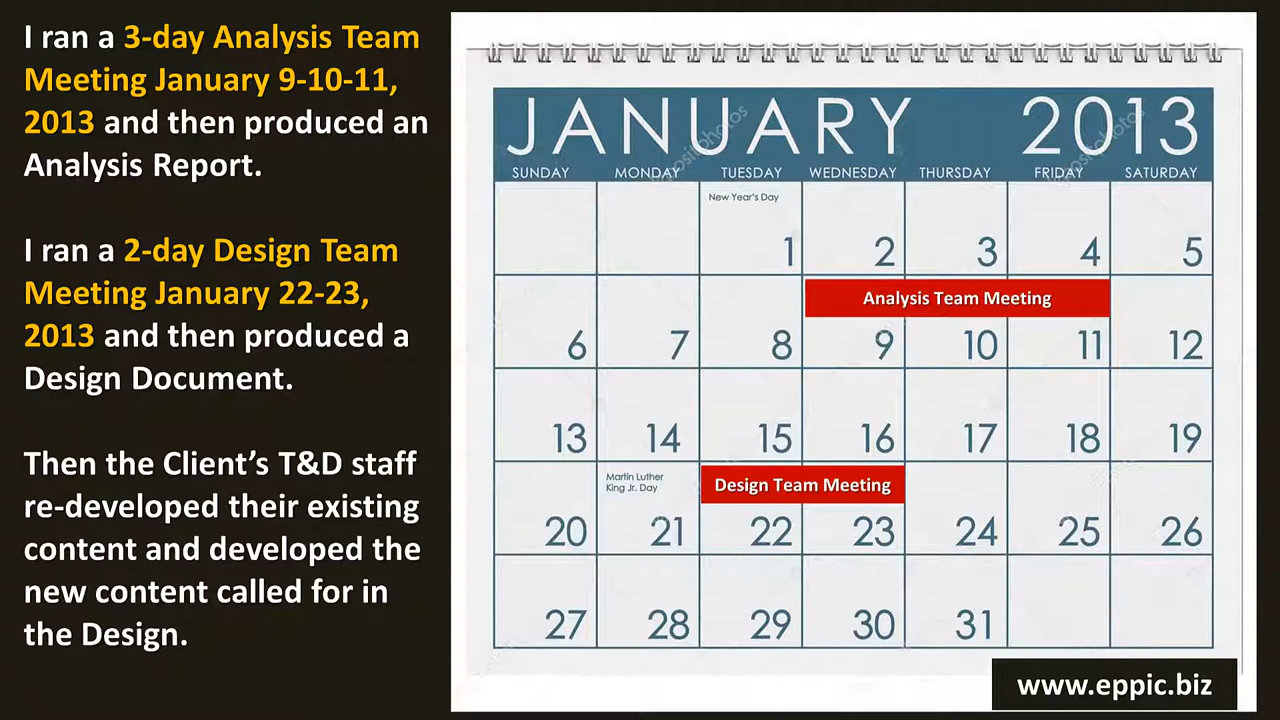 I ran a 3-day Analysis Team
Meeting January 9-10-11,
2013 and then produced an
Analysis Report.
I ran a 2-day Design Team
Meeting January 22-23,
2013 and then produced a
Design Document.
Then the Client’s T&D staff
re-developed their existing
content and developed the
new content called for in
the Design.
JANUARY 2013
SUNDAY MONDAY TUESDAY WEDNESDAY THURSDAY FRIDAY SATURDAY
New Year's Day
1 2 3 4 5
Analysis Team Meeting
6 7 8 9 10 11 12
13 14 15 16 17 18 19
Martin Luther
King Jr. Day
Design Team Meeting
20 21 22 23 24 25 26
27 28 29 30 31
www.eppic.biz